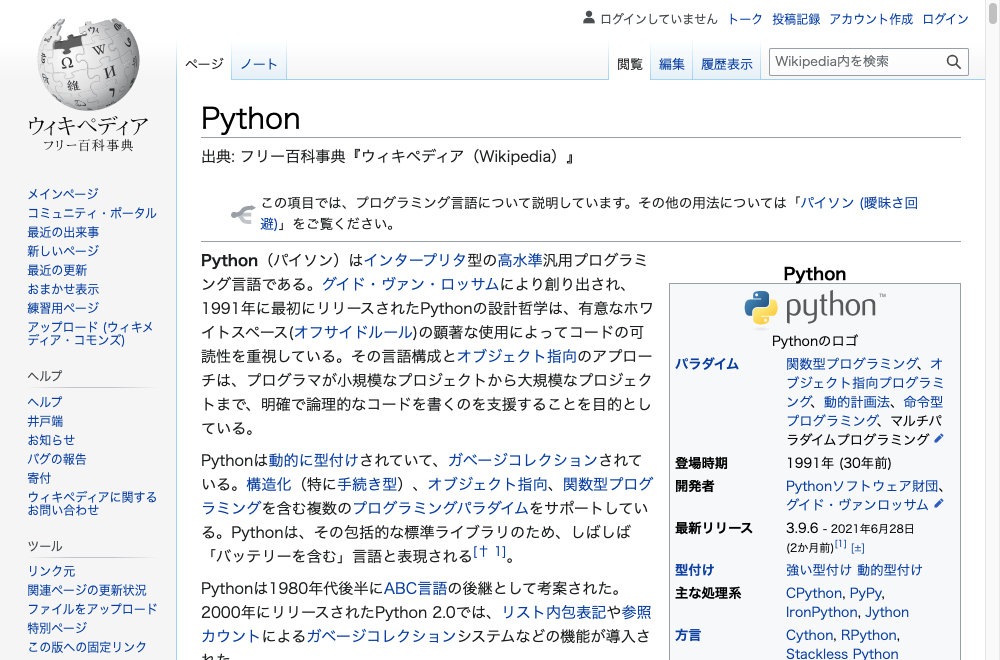 ログインしていません トーク 投稿記録 アカウント作成 ログイン
ページ ノート 閲覧 編集 履歴表示 Wikipedia内を検索
Ω W И 維
ウィキペディア
フリー百科事典
メインページ
コミュニティ・ポータル
最近の出来事
新しいページ
最近の更新
おまかせ表示
練習用ページ
アップロード (ウィキメ
ディア・コモンズ)
ヘルプ
ヘルプ
井戸端
お知らせ
バグの報告
寄付
ウィキペディアに関する
お問い合わせ
ツール
リンク元
関連ページの更新状況
ファイルをアップロード
特別ページ
この版への固定リンク
Python
出典: フリー百科事典『ウィキペディア（Wikipedia）』
この項目では、プログラミング言語について説明しています。その他の用法については「パイソン (曖昧さ回
避)」をご覧ください。
Python（パイソン）はインタープリタ型の高水準汎用プログラミ
ング言語である。グイド・ヴァン・ロッサムにより創り出され、
1991年に最初にリリースされたPythonの設計哲学は、有意なホワ
イトスペース(オフサイドルール)の顕著な使用によってコードの可
読性を重視している。その言語構成とオブジェクト指向のアプロー
チは、プログラマが小規模なプロジェクトから大規模なプロジェク
トまで、明確で論理的なコードを書くのを支援することを目的とし
ている。
Pythonは動的に型付けされていて、ガベージコレクションされて
いる。構造化（特に手続き型）、オブジェクト指向、関数型プログ
ラミングを含む複数のプログラミングパラダイムをサポートしてい
る。Pythonは、その包括的な標準ライブラリのため、しばしば
「バッテリーを含む」言語と表現される[† 1]。
Pythonは1980年代後半にABC言語の後継として考案された。
2000年にリリースされたPython 2.0では、リスト内包表記や参照
カウントによるガベージコレクションシステムなどの機能が導入さ
れた。
Python
python™
Pythonのロゴ
パラダイム 関数型プログラミング、オ
ブジェクト指向プログラミ
ング、動的計画法、命令型
プログラミング、マルチパ
ラダイムプログラミング
登場時期 1991年 (30年前)
開発者 Pythonソフトウェア財団、
グイド・ヴァンロッサム
最新リリース 3.9.6 - 2021年6月28日
(2か月前)[1] [±]
型付け 強い型付け 動的型付け
主な処理系 CPython, PyPy,
IronPython, Jython
方言 Cython, RPython,
Stackless Python